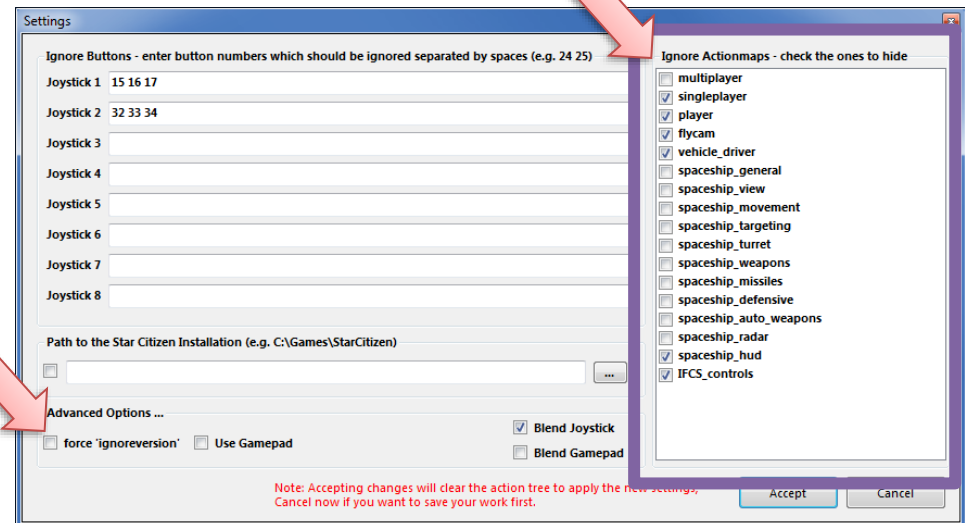 Settings
Ignore Buttons - enter button numbers which should be ignored separated by spaces (e.g. 24 25)
Joystick 1 15 16 17
Joystick 2 32 33 34
Joystick 3
Joystick 4
Joystick 5
Joystick 6
Joystick 7
Joystick 8
Path to the Star Citizen Installation (e.g. C:\Games\StarCitizen)
...
Advanced Options ...
force 'ignoreversion' Use Gamepad
Blend Joystick
Blend Gamepad
Ignore Actionmaps - check the ones to hide
multiplayer
singleplayer
player
flycam
vehicle_driver
spaceship_general
spaceship_view
spaceship_movement
spaceship_targeting
spaceship_turret
spaceship_weapons
spaceship_missiles
spaceship_defensive
spaceship_auto_weapons
spaceship_radar
spaceship_hud
IFCS_controls
Note: Accepting changes will clear the action tree to apply the new settings,
Cancel now if you want to save your work first.
Accept Cancel